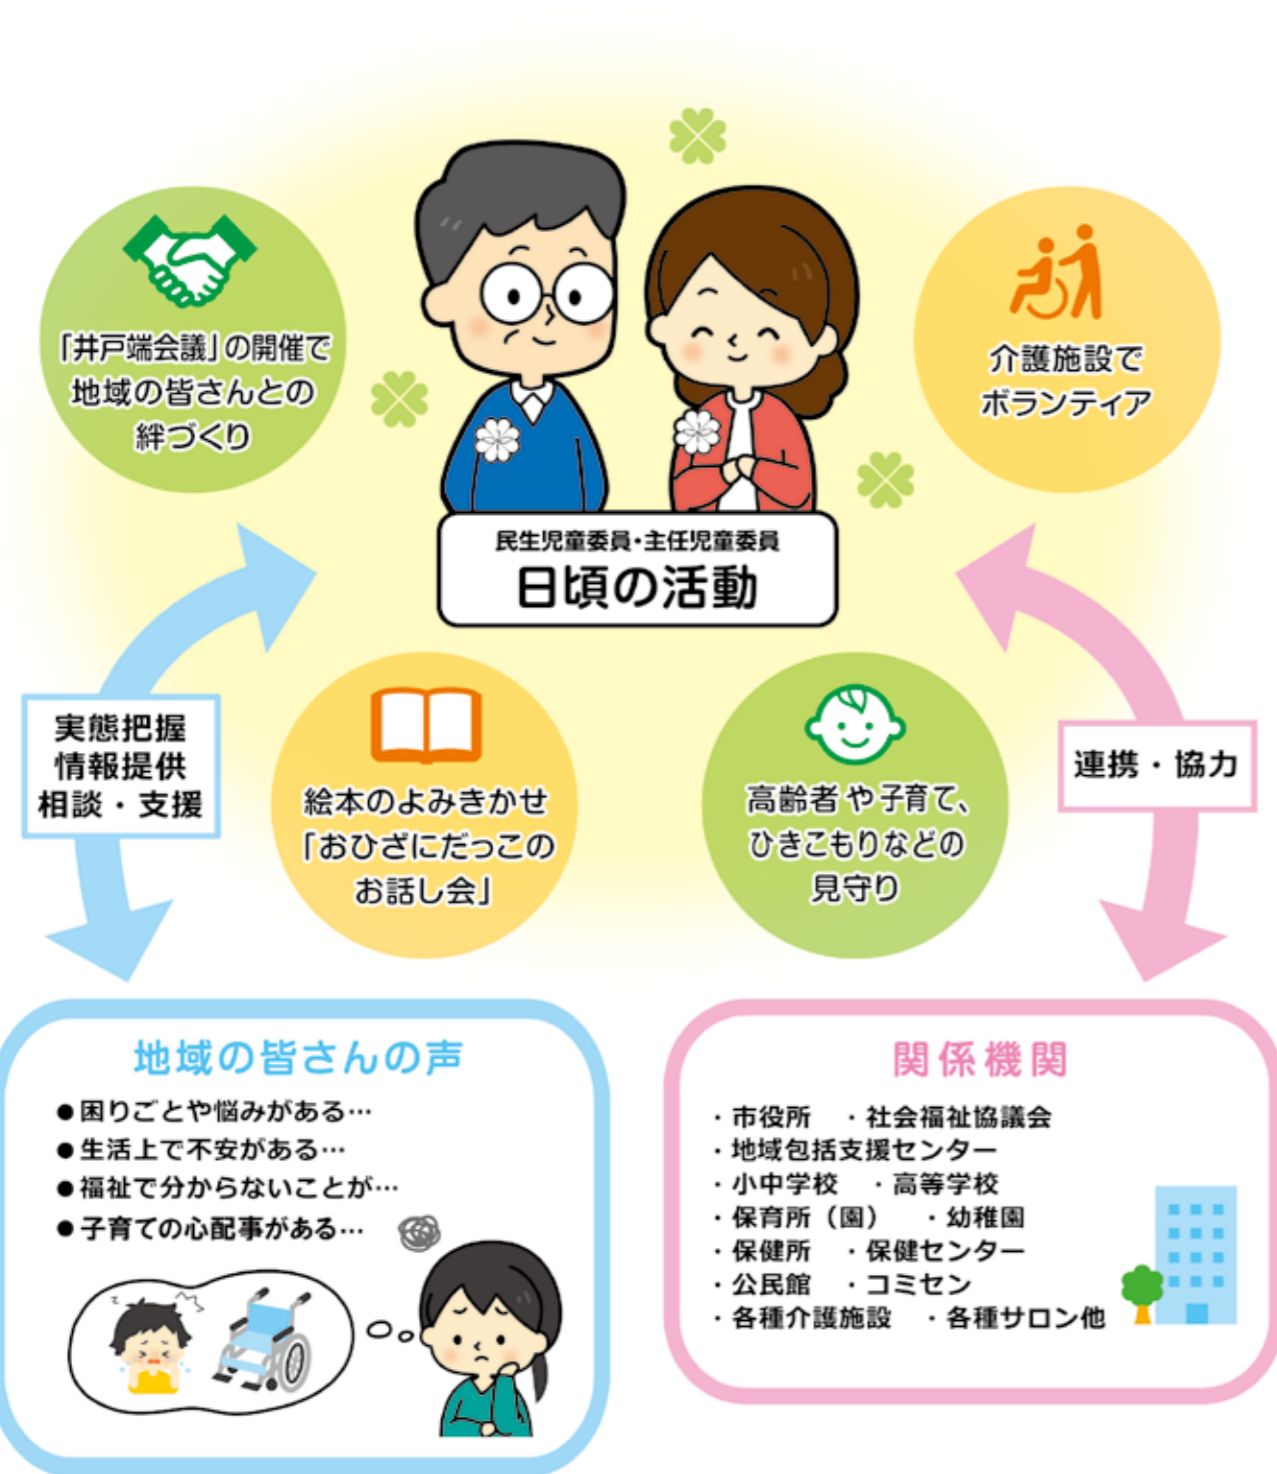 「井戸端会議」の開催で
地域の皆さんとの
絆づくり
介護施設で
ボランティア
民生児童委員・主任児童委員
日頃の活動
実態把握
情報提供
相談・支援
絵本のよみきかせ
「おひざにだっこの
お話し会」
高齢者や子育て、
ひきこもりなどの
見守り
連携・協力
地域の皆さんの声
●困りごとや悩みがある…
●生活上で不安がある…
●福祉で分からないことが…
●子育ての心配事がある…
関係機関
・市役所 ・社会福祉協議会
・地域包括支援センター
・小中学校 ・高等学校
・保育所（園） ・幼稚園
・保健所 ・保健センター
・公民館 ・コミセン
・各種介護施設 ・各種サロン他